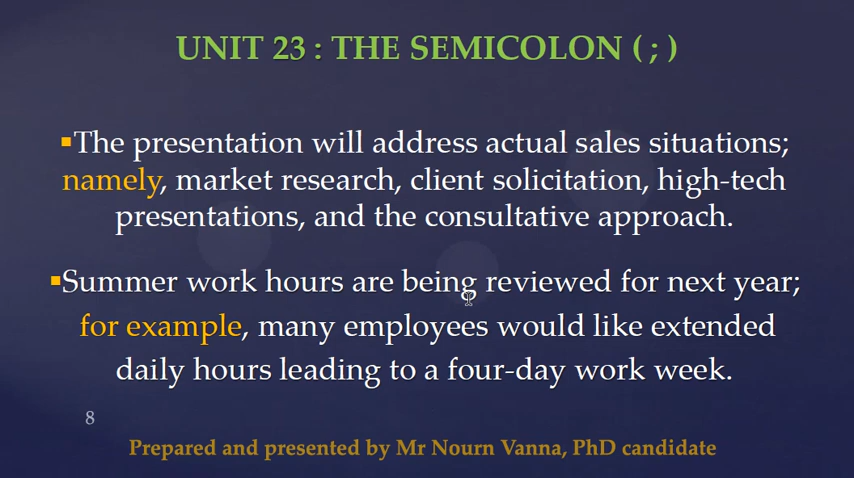 UNIT 23 : THE SEMICOLON ( ; )
▪The presentation will address actual sales situations;
namely, market research, client solicitation, high-tech
presentations, and the consultative approach.
▪Summer work hours are being reviewed for next year;
for example, many employees would like extended
daily hours leading to a four-day work week.
8
Prepared and presented by Mr Nourn Vanna, PhD candidate